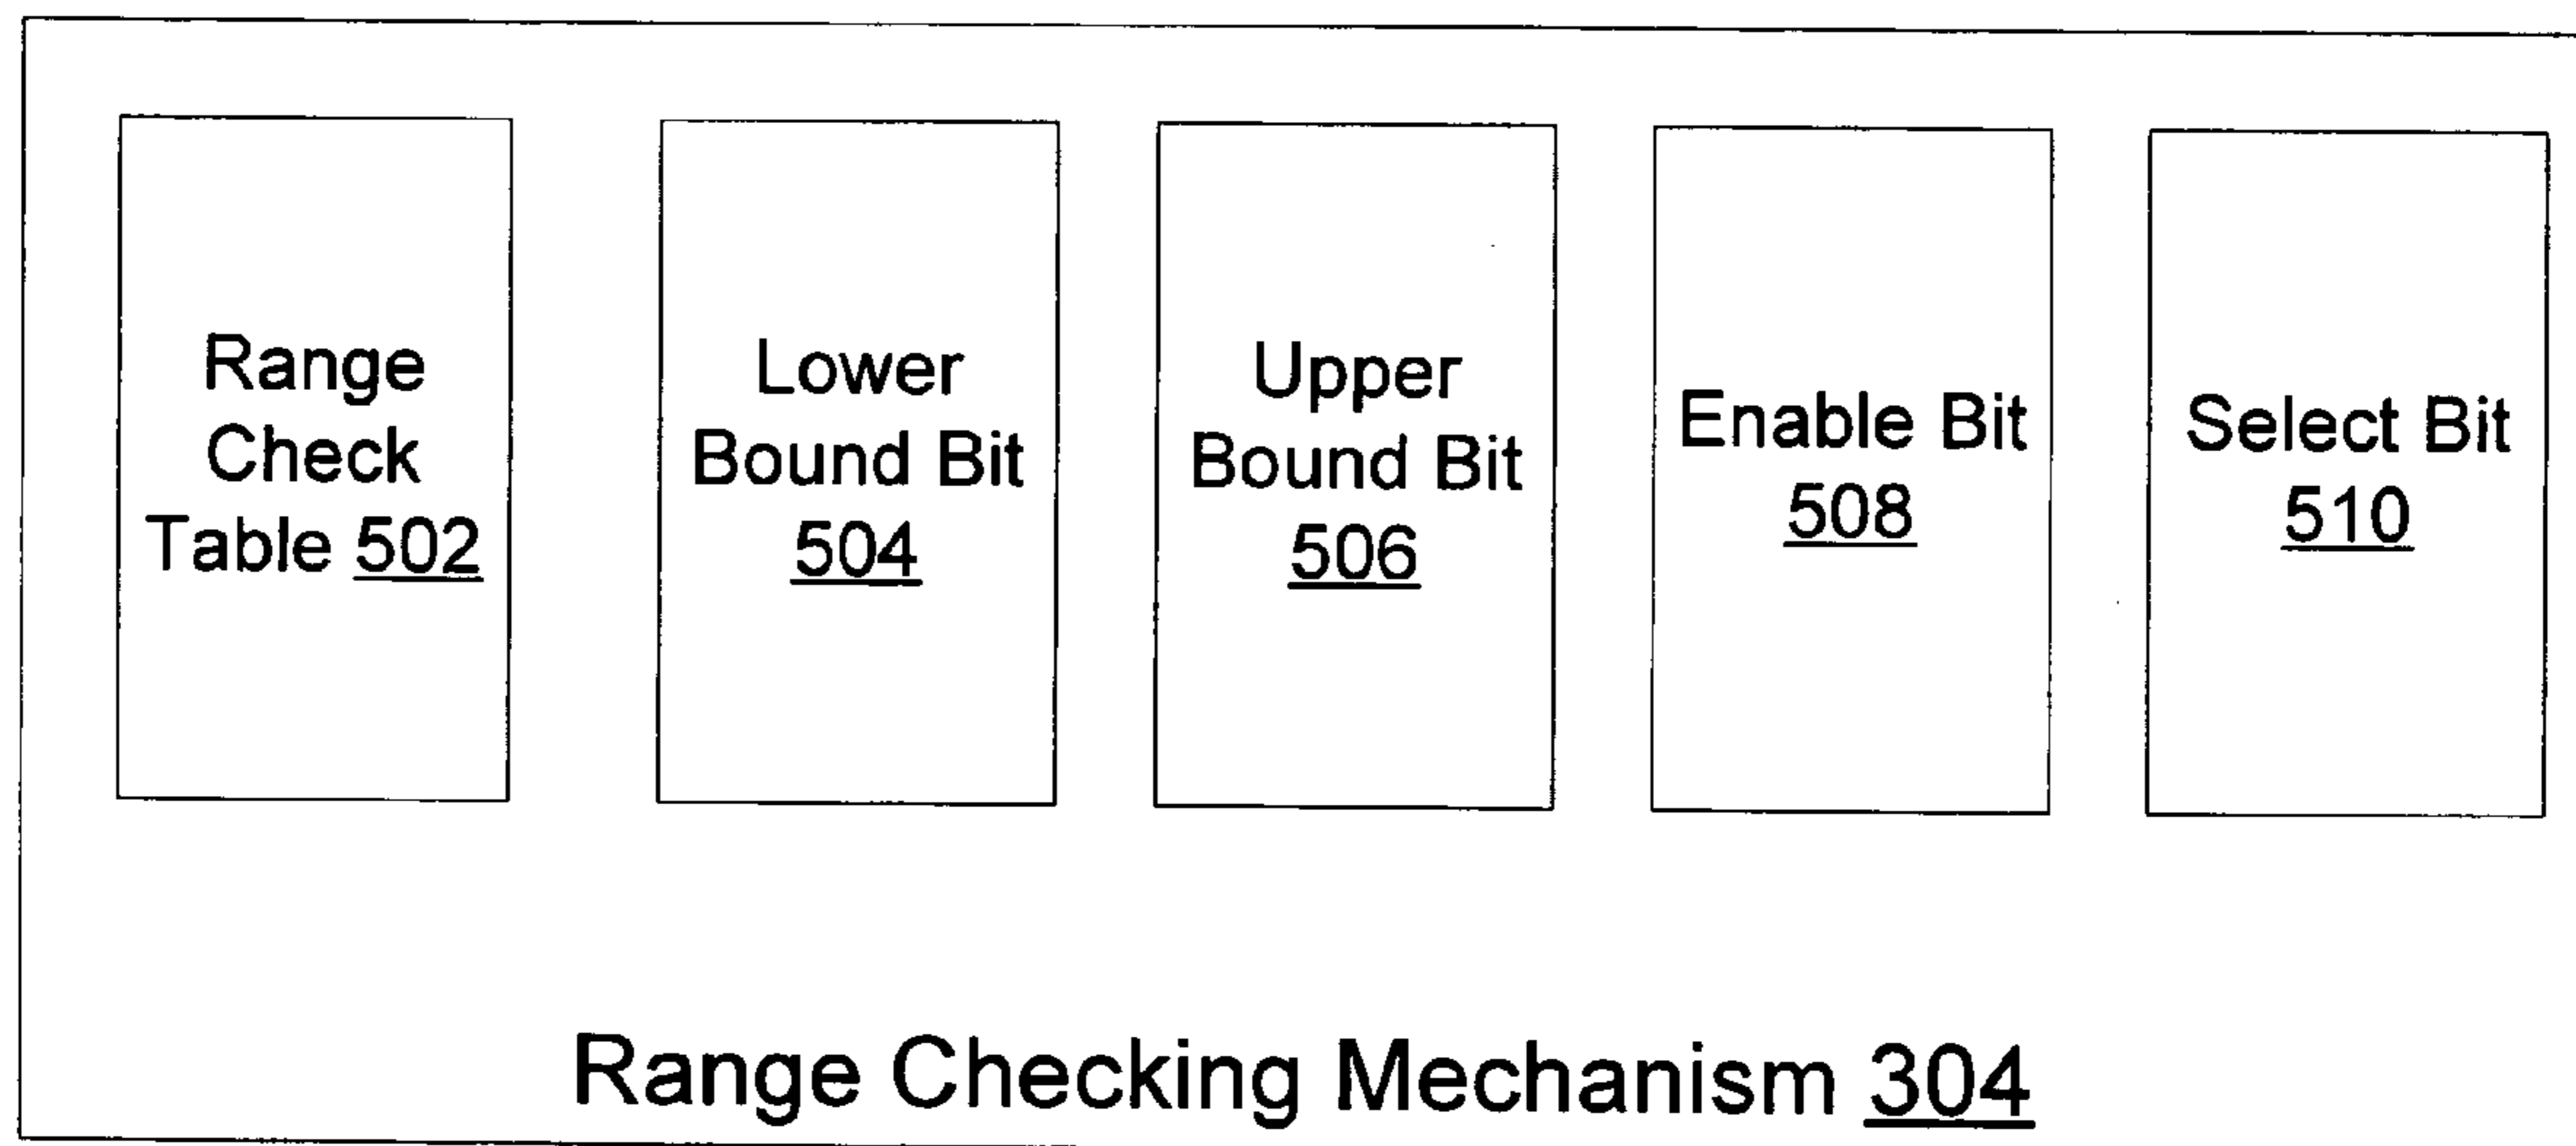 Range
Check
Table 502
Lower
Bound Bit
504
Upper
Bound Bit
506
Enable Bit
508
Select Bit
510
Range Checking Mechanism 304